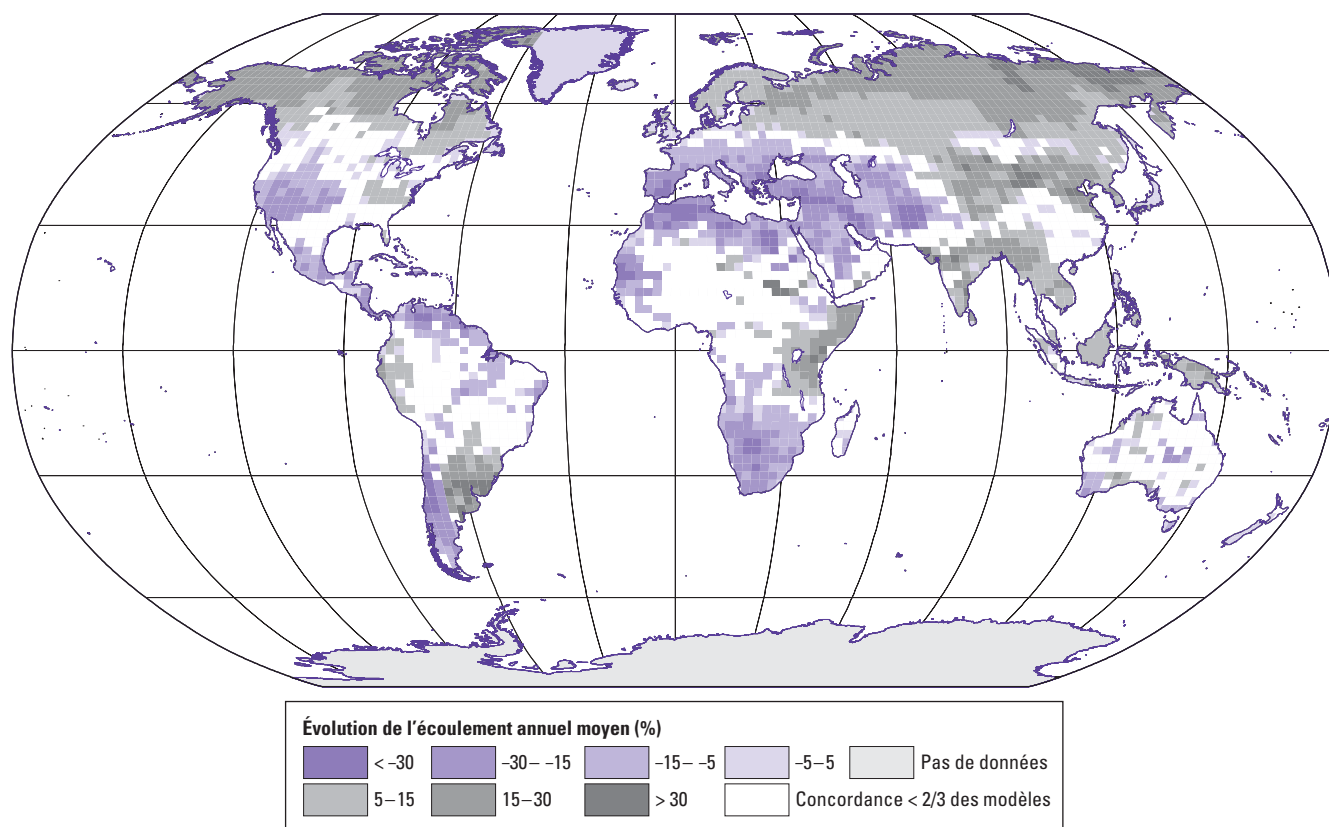 Évolution de l’écoulement annuel moyen (%)
< –30 –30– –15 –15– –5 –5–5 Pas de données
5–15 15–30 > 30 Concordance < 2/3 des modèles